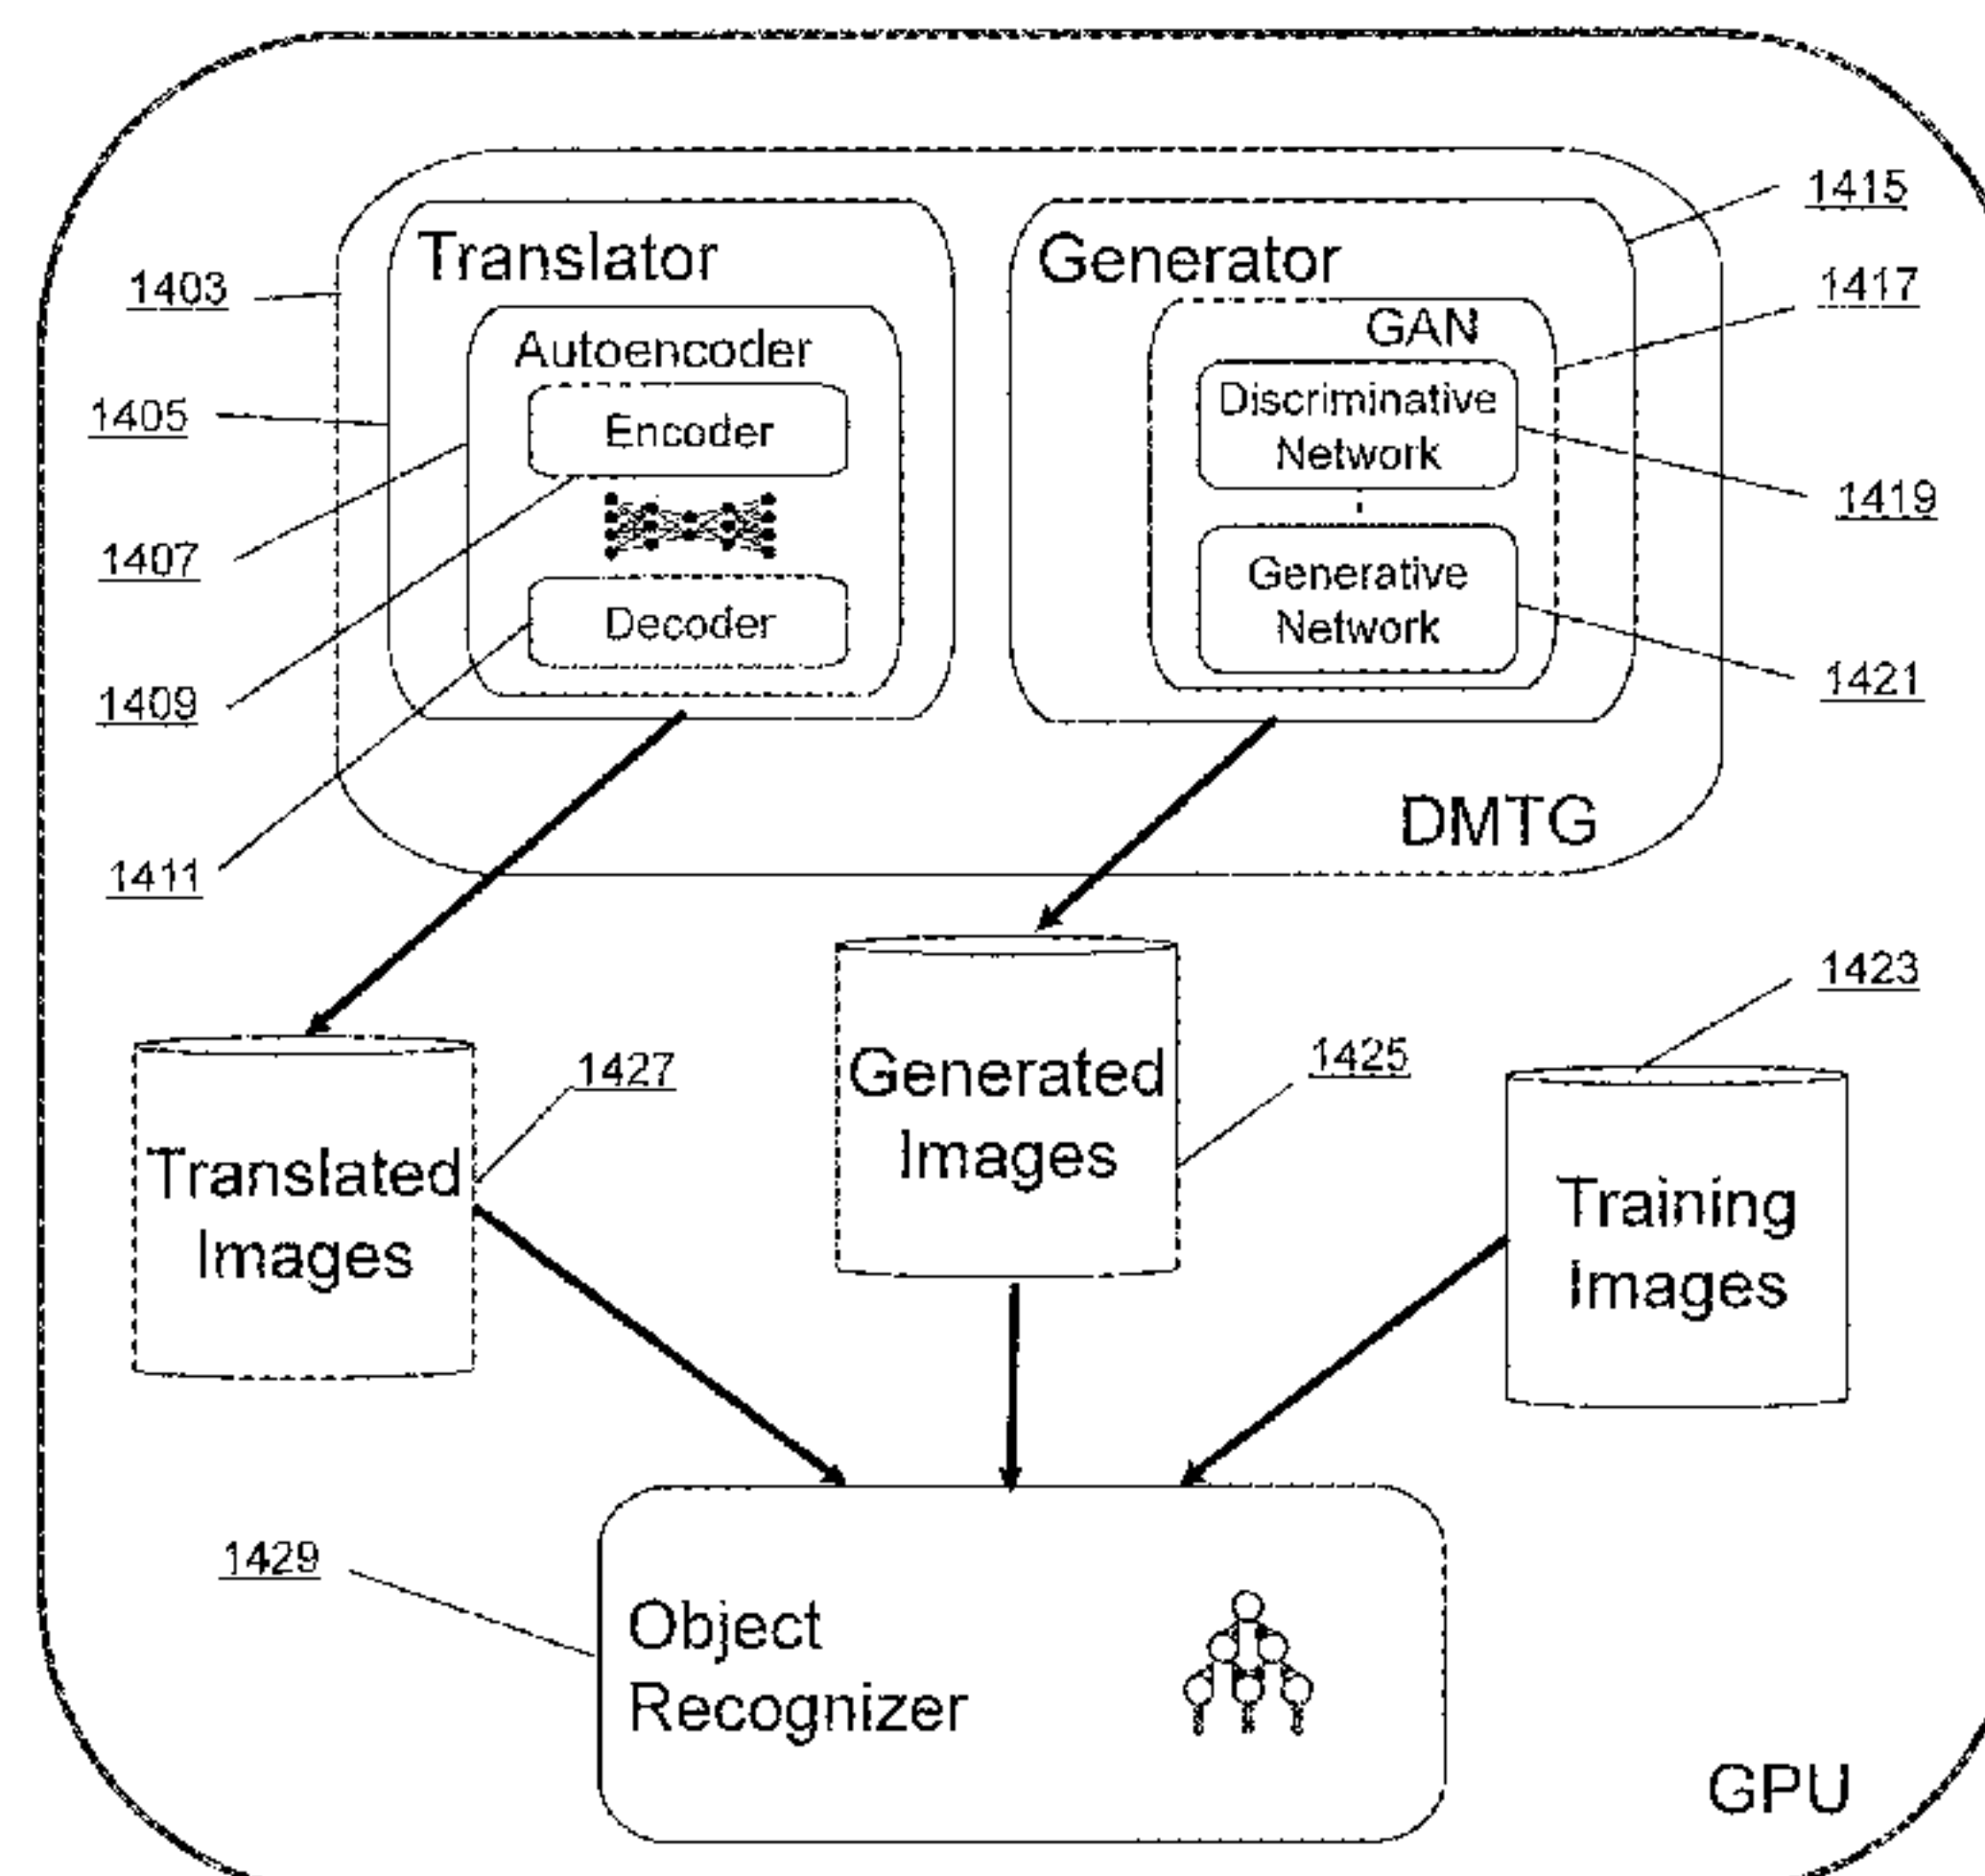 1415
Translator
Generator
1403
1417
GAN
Autoencoder
Discriminative
Network
1405
Encoder
1419
1407
Generative
Network
Decoder
1409
1421
DMTG
1411
1423
1427
1425
Generated
Images
Translated
Images
Training
Images
1429
Object
Recognizer
GPU